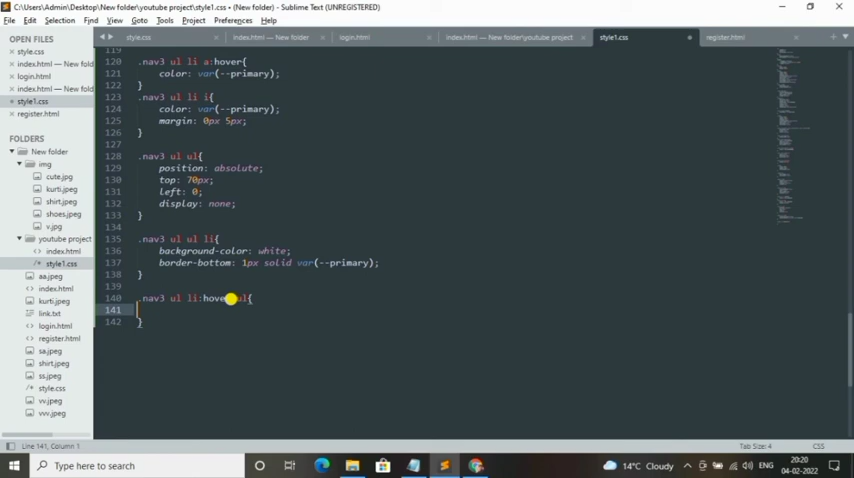 C:\Users\Admin\Desktop\New folder\youtube project\style1.css • (New folder) - Sublime Text (UNREGISTERED)
File Edit Selection Find View Goto Tools Project Preferences Help
OPEN FILES
style.css
index.html — New fold
login.html
index.html — New fold
style1.css
register.html
FOLDERS
New folder
img
cute.jpg
kurti.jpeg
shirt.jpeg
shoes.jpeg
v.jpg
youtube project
index.html
style1.css
aa.jpeg
index.html
kurti.jpeg
link.txt
login.html
register.html
sa.jpeg
shirt.jpeg
ss.jpeg
style.css
vv.jpeg
vvv.jpeg
style.css
index.html — New folder
login.html
index.html — New folder\youtube project
style1.css
register.html
119
120 .nav3 ul li a:hover{
121 color: var(--primary);
122 }
123 .nav3 ul li i{
124 color: var(--primary);
125 margin: 0px 5px;
126 }
127
128 .nav3 ul ul{
129 position: absolute;
130 top: 70px;
131 left: 0;
132 display: none;
133 }
134
135 .nav3 ul ul li{
136 background-color: white;
137 border-bottom: 1px solid var(--primary);
138 }
139
140 .nav3 ul li:hover ul{
141
142 }
Line 141, Column 1
Tab Size: 4
CSS
Type here to search
14°C Cloudy
ENG
20:20
04-02-2022